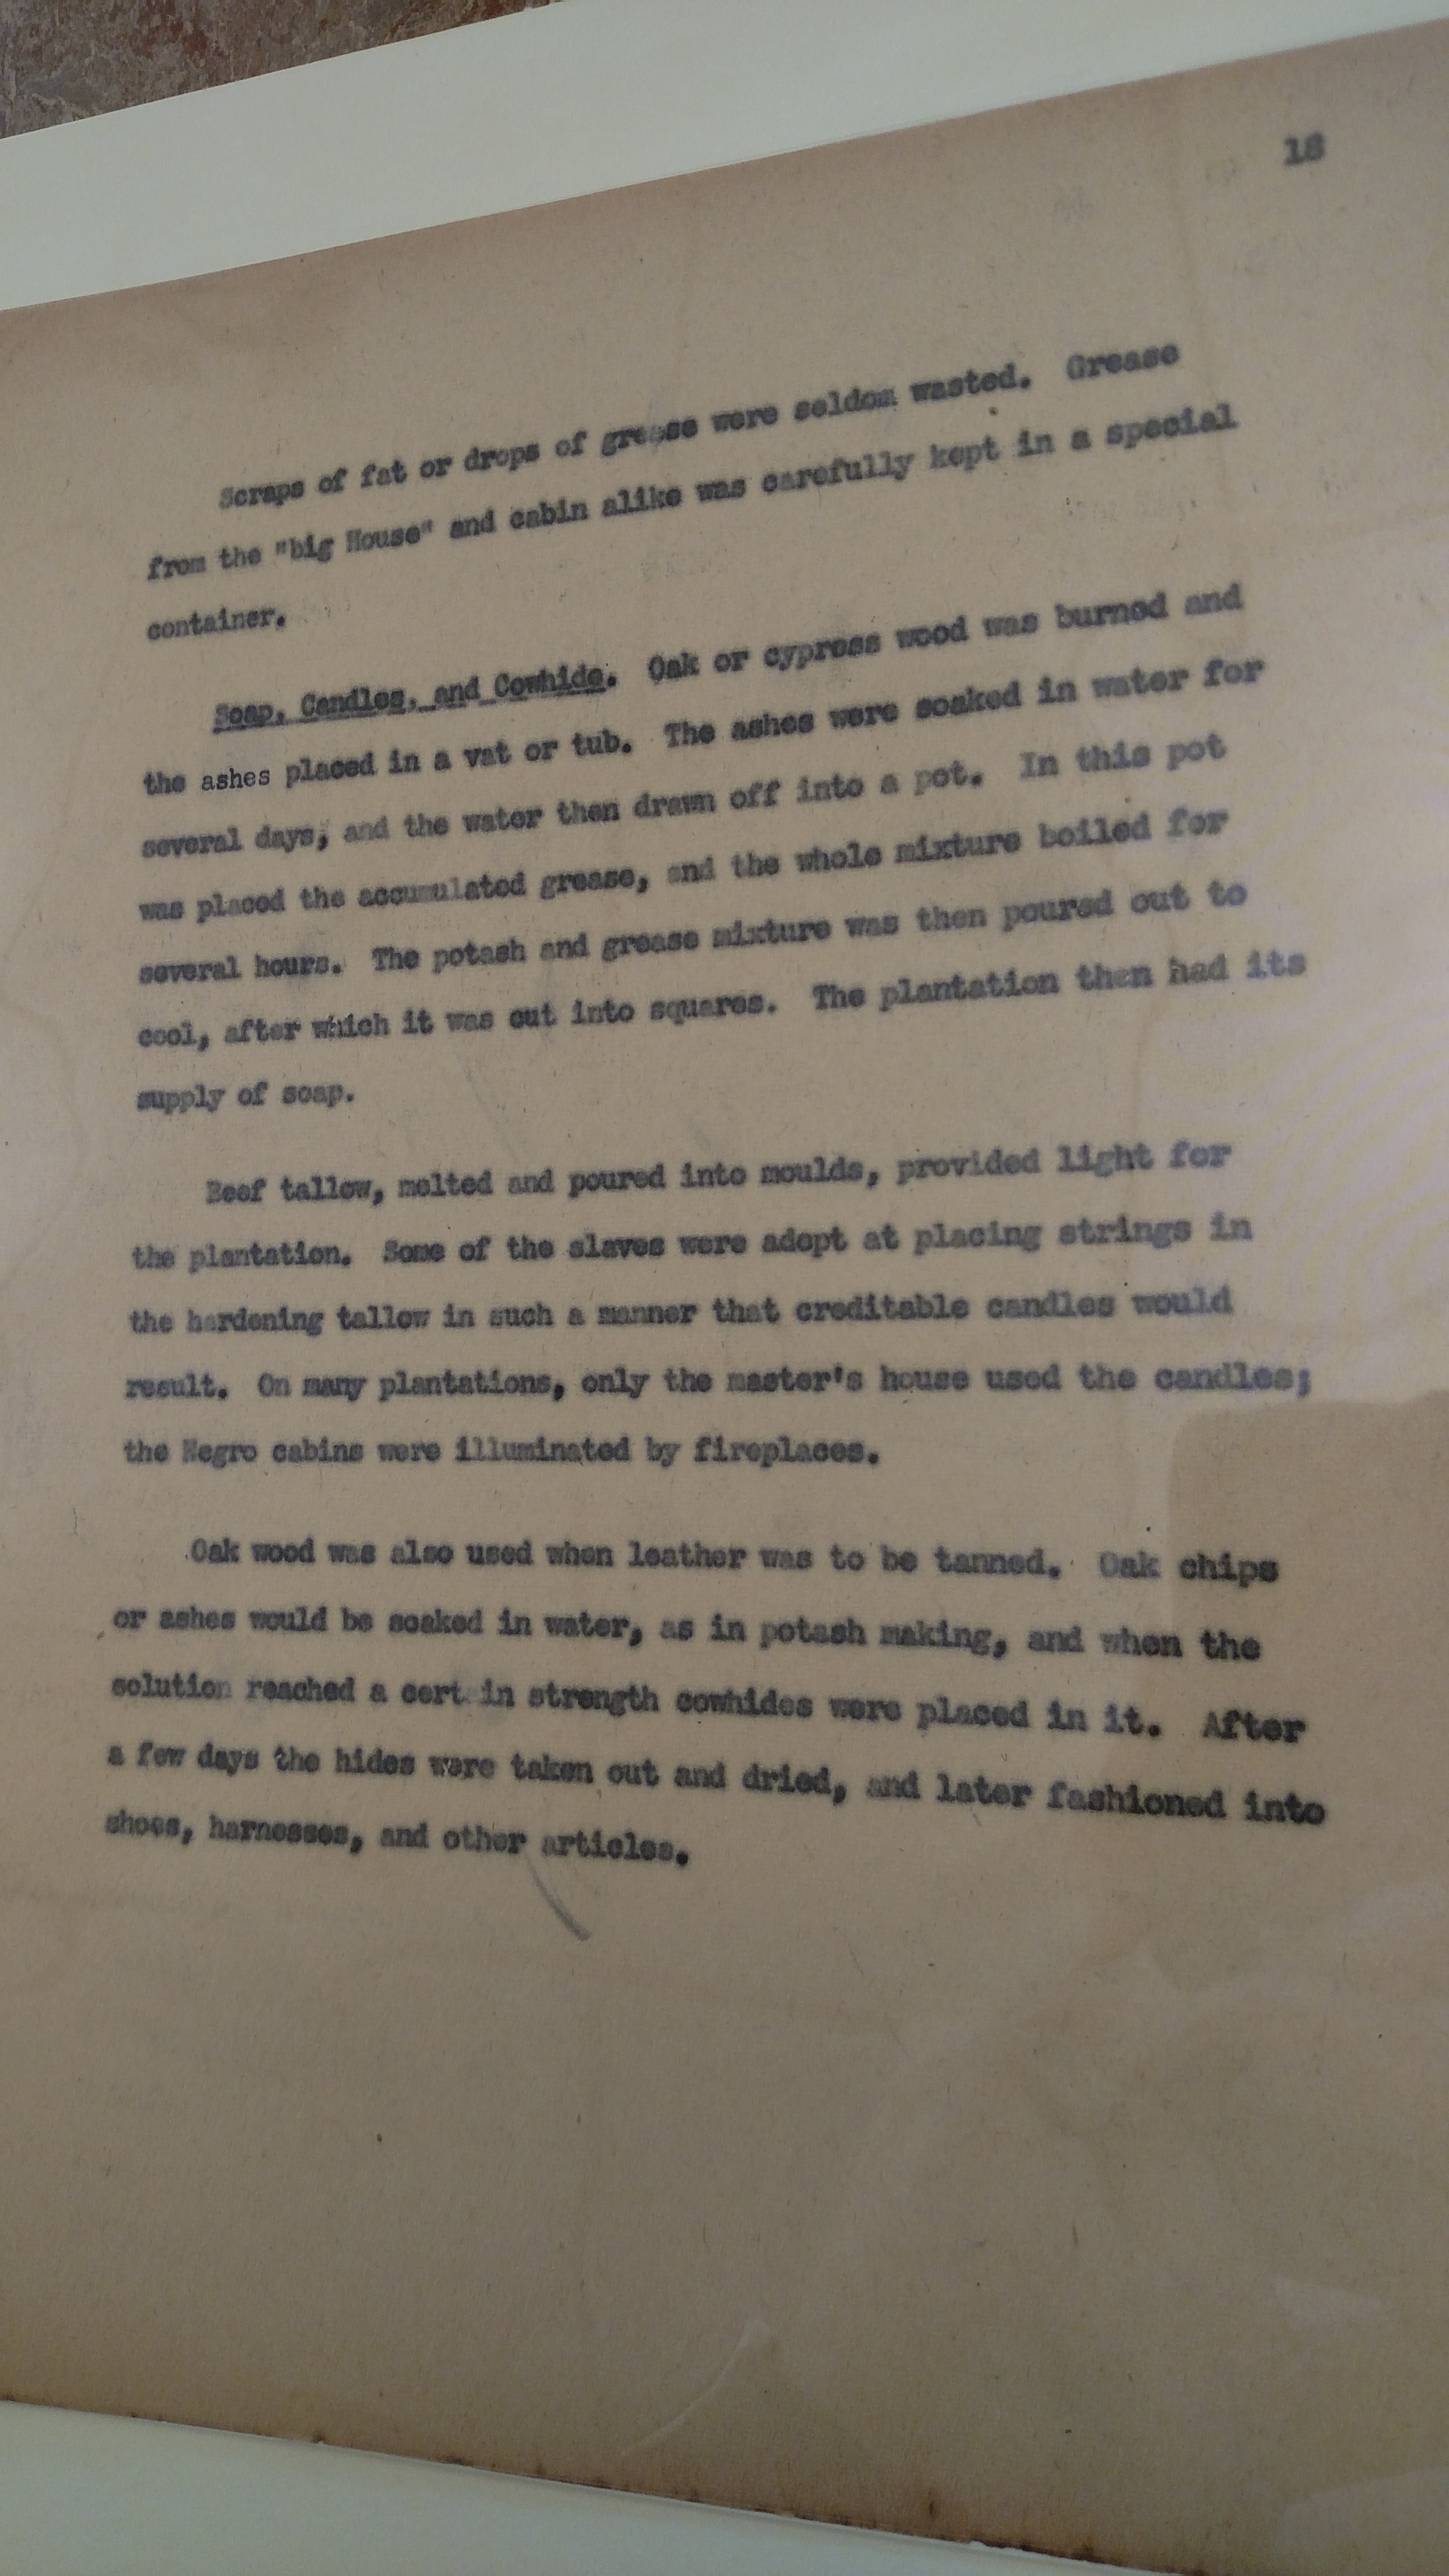 18
Scraps of fat or drops of grease were seldom wasted. Grease
from the "big House" and cabin alike was carefully kept in a special
container.
Soap, Candles, and Cowhide. Oak or cypress wood was burned and
the ashes placed in a vat or tub. The ashes were soaked in water for
several days, and the water then drawn off into a pot. In this pot
was placed the accumulated grease, and the whole mixture boiled for
several hours. The potash and grease mixture was then poured out to
cool, after which it was cut into squares. The plantation then had its
supply of soap.
Beef tallow, melted and poured into moulds, provided light for
the plantation. Some of the slaves were adept at placing strings in
the hardening tallow in such a manner that creditable candles would
result. On many plantations, only the master's house used the candles;
the Negro cabins were illuminated by fireplaces.
Oak wood was also used when leather was to be tanned. Oak chips
or ashes would be soaked in water, as in potash making, and when the
solution reached a certain strength cowhides were placed in it. After
a few days the hides were taken out and dried, and later fashioned into
shoes, harnesses, and other articles.